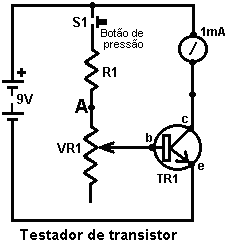 S1
Botão de
pressão
1mA
+
9V
R1
A
VR1
b
c
e
TR1
Testador de transistor